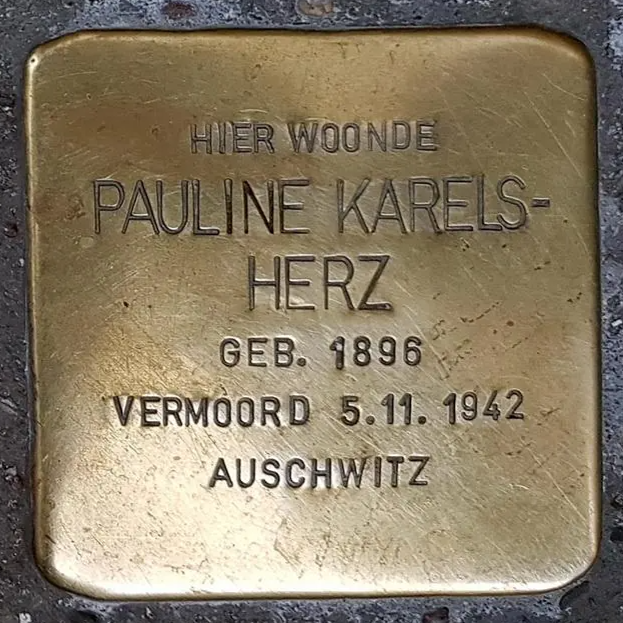 HIER WOONDE
PAULINE KARELS-
HERZ
GEB. 1896
VERMOORD 5.11.1942
AUSCHWITZ